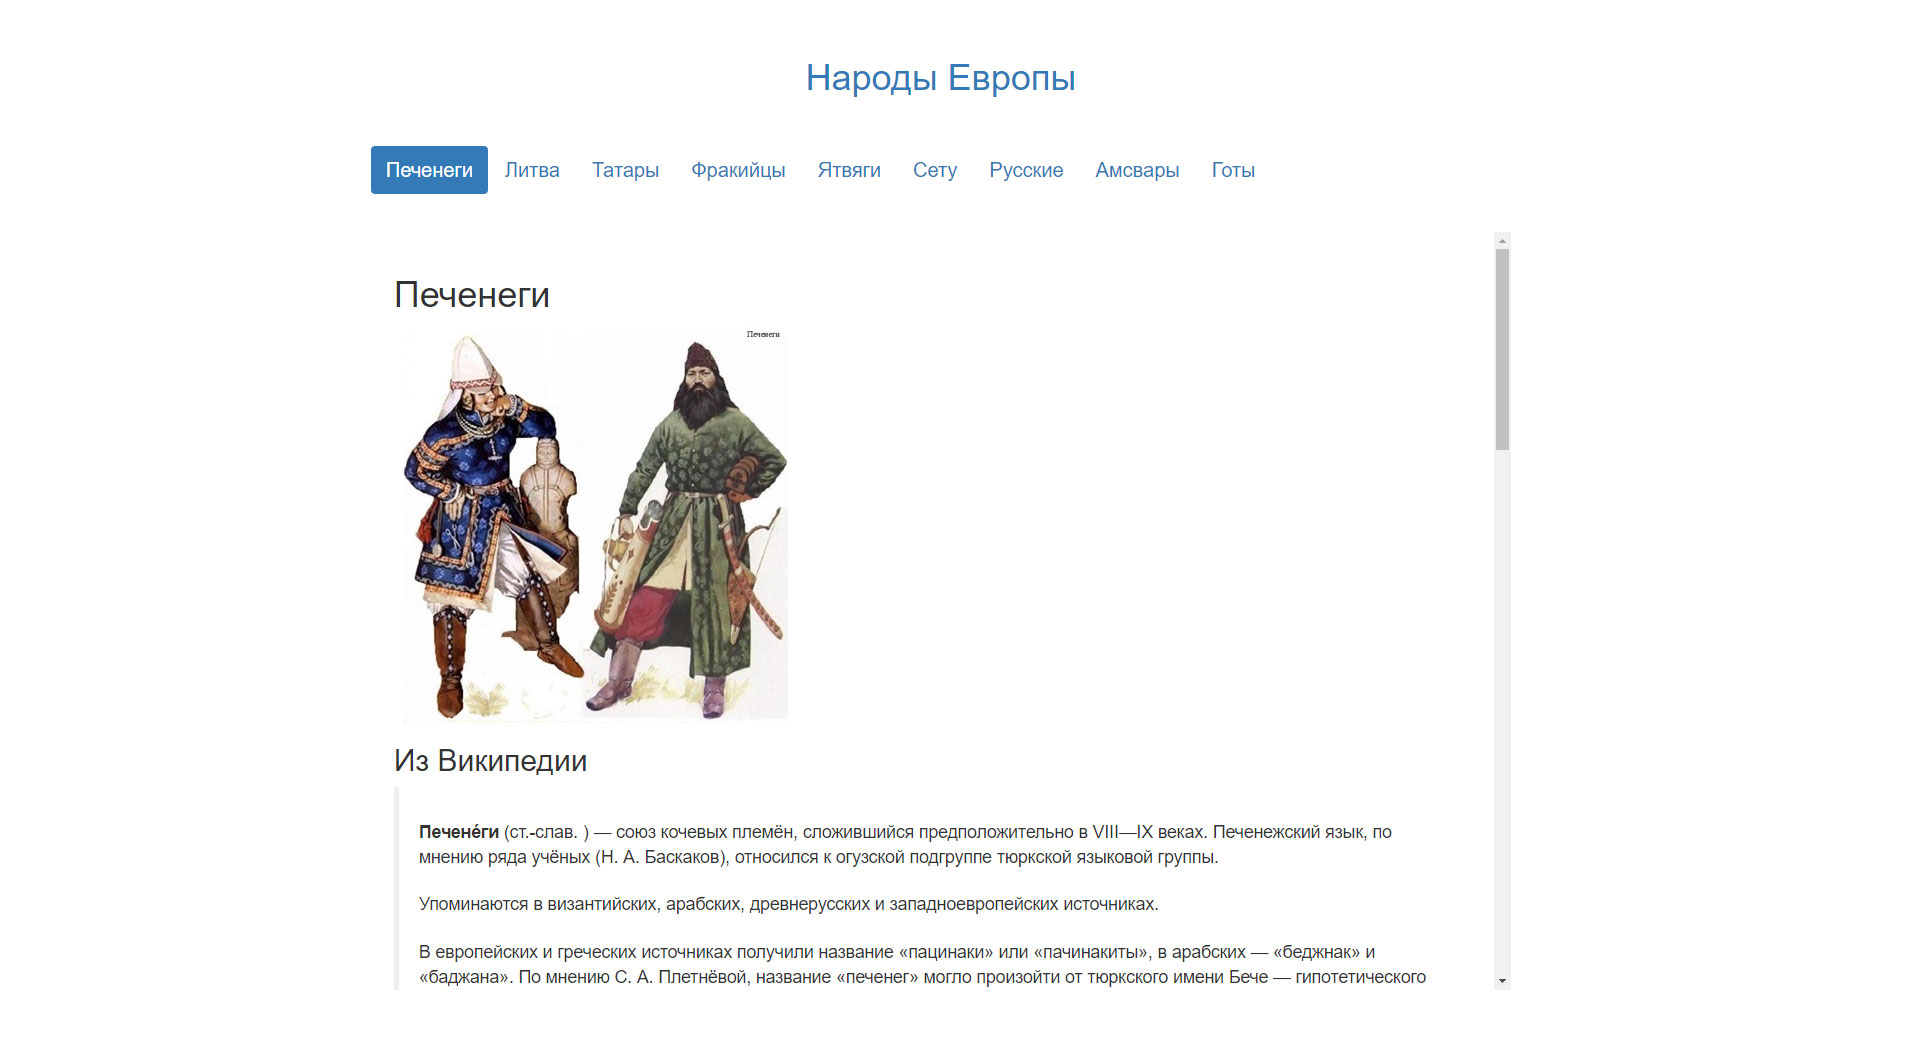 Народы Европы
Печенеги Литва Татары Фракийцы Ятвяги Сету Русские Амсвары Готы
Печенеги
Печенеги
Из Википедии
Печене́ги (ст.-слав. ) — союз кочевых племён, сложившийся предположительно в VIII—IX веках. Печенежский язык, по
мнению ряда учёных (Н. А. Баскаков), относился к огузской подгруппе тюркской языковой группы.
Упоминаются в византийских, арабских, древнерусских и западноевропейских источниках.
В европейских и греческих источниках получили название «пацинаки» или «пачинакиты», в арабских — «беджнак» и
«баджана». По мнению С. А. Плетнёвой, название «печенег» могло произойти от тюркского имени Бече — гипотетического